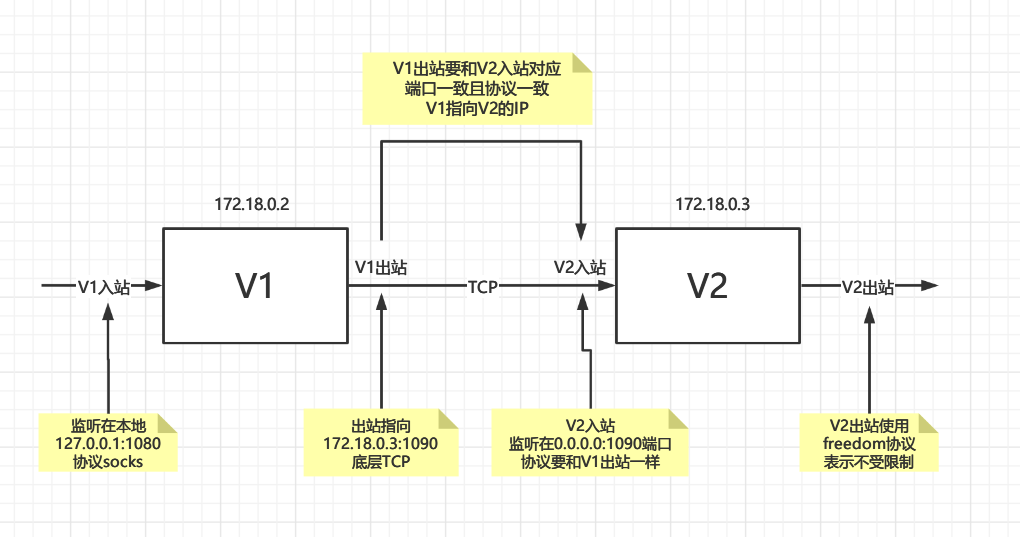 V1出站要和V2入站对应
端口一致且协议一致
V1指向V2的IP
172.18.0.2
172.18.0.3
V1入站
V1
V1出站
TCP
V2入站
V2
V2出站
监听在本地
127.0.0.1:1080
协议socks
出站指向
172.18.0.3:1090
底层TCP
V2入站
监听在0.0.0.0:1090端口
协议要和V1出站一样
V2出站使用
freedom协议
表示不受限制